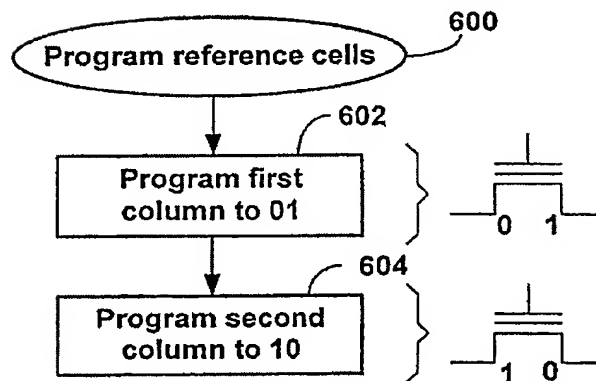 Program reference cells
600
602
Program first
column to 01
0 1
604
Program second
column to 10
1 0